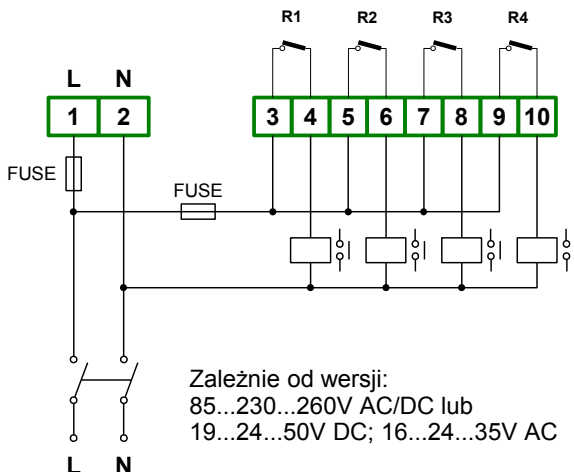 R1 R2 R3 R4
L N
1 2 3 4 5 6 7 8 9 10
FUSE
FUSE
Zależnie od wersji:
85...230...260V AC/DC lub
19...24...50V DC; 16...24...35V AC
L N